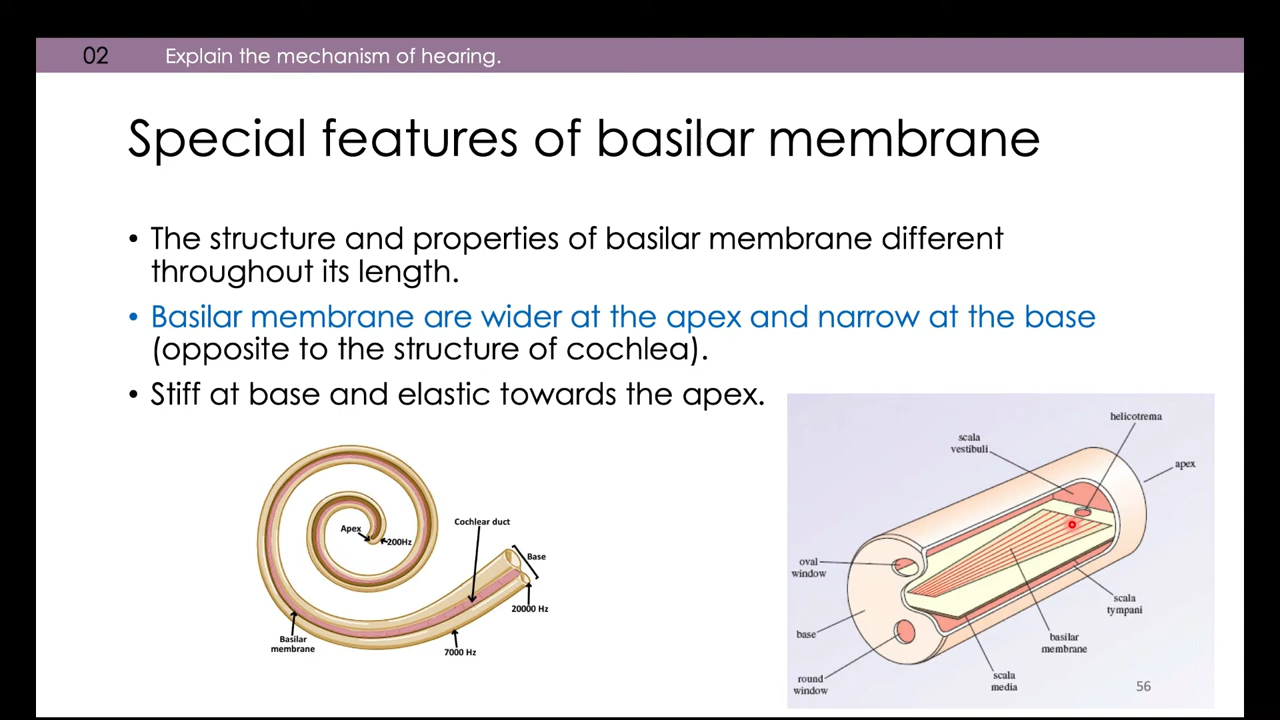 02
Explain the mechanism of hearing.
Special features of basilar membrane
• The structure and properties of basilar membrane different
throughout its length.
• Basilar membrane are wider at the apex and narrow at the base
(opposite to the structure of cochlea).
• Stiff at base and elastic towards the apex.
Apex
200Hz
Cochlear duct
Base
20000 Hz
7000 Hz
Basilar
membrane
helicotrema
scala
vestibuli
apex
oval
window
base
round
window
scala
media
basilar
membrane
scala
tympani
56